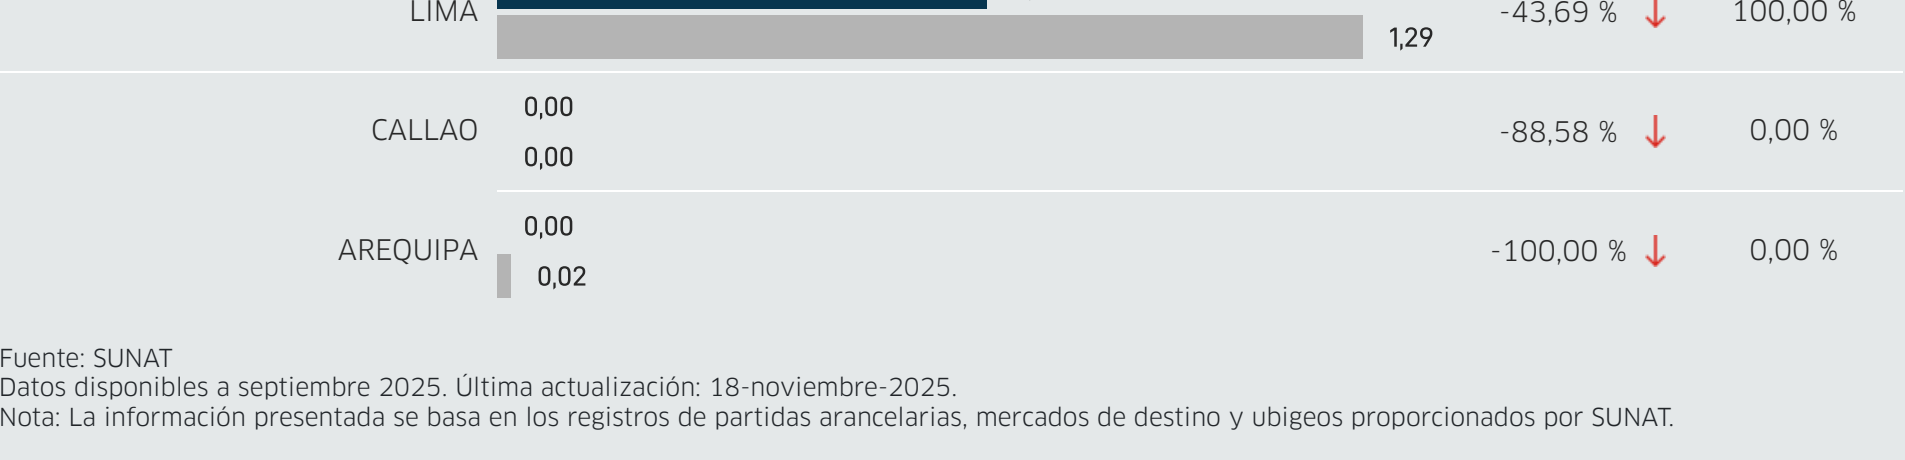 LIMA -43,69 % 100,00 %
1,29
0,00
CALLAO -88,58 % 0,00 %
0,00
0,00
AREQUIPA -100,00 % 0,00 %
0,02
Fuente: SUNAT
Datos disponibles a septiembre 2025. Última actualización: 18-noviembre-2025.
Nota: La información presentada se basa en los registros de partidas arancelarias, mercados de destino y ubigeos proporcionados por SUNAT.